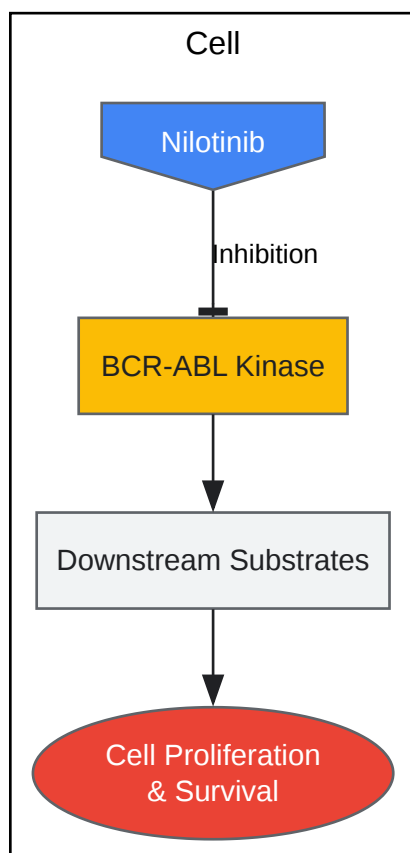 Cell
Nilotinib
Inhibition
BCR-ABL Kinase
Downstream Substrates
Cell Proliferation
& Survival